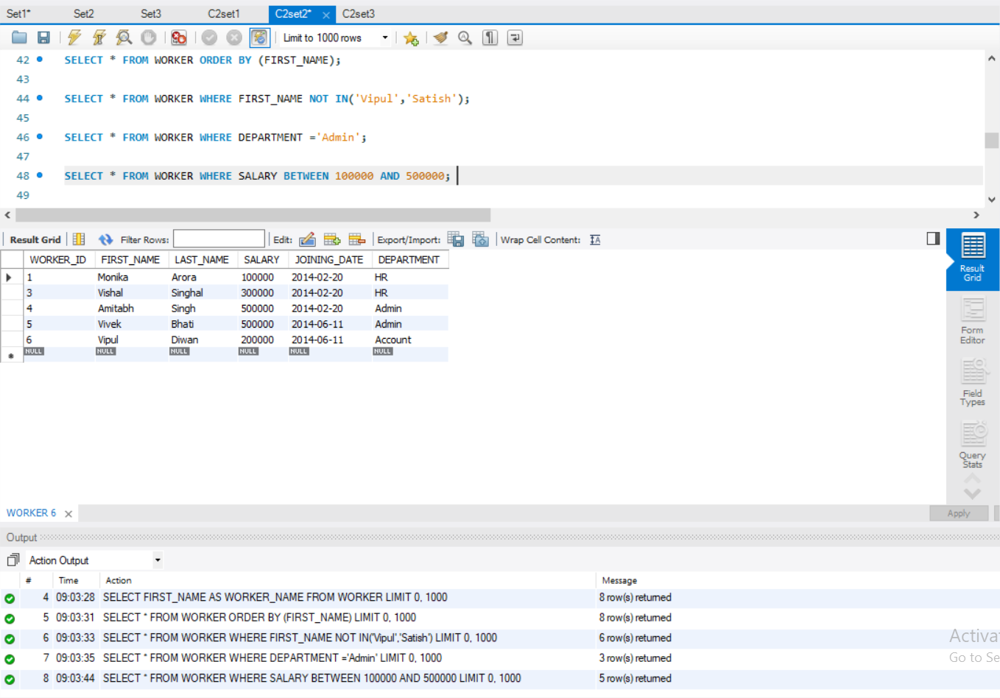 Set1* Set2 Set3 C2set1 C2set2* C2set3
Limit to 1000 rows
42 SELECT * FROM WORKER ORDER BY (FIRST_NAME);
43
44 SELECT * FROM WORKER WHERE FIRST_NAME NOT IN('Vipul','Satish');
45
46 SELECT * FROM WORKER WHERE DEPARTMENT ='Admin';
47
48 SELECT * FROM WORKER WHERE SALARY BETWEEN 100000 AND 500000;
49
Result Grid Filter Rows: Edit: Export/Import: Wrap Cell Content:
WORKER_ID FIRST_NAME LAST_NAME SALARY JOINING_DATE DEPARTMENT
1 Monika Arora 100000 2014-02-20 HR
3 Vishal Singhal 300000 2014-02-20 HR
4 Amitabh Singh 500000 2014-02-20 Admin
5 Vivek Bhati 500000 2014-06-11 Admin
6 Vipul Diwan 200000 2014-06-11 Account
NULL NULL NULL NULL NULL NULL
Result
Grid
Form
Editor
Field
Types
Query
Stats
WORKER 6
Apply
Output
Action Output
# Time Action Message
4 09:03:28 SELECT FIRST_NAME AS WORKER_NAME FROM WORKER LIMIT 0, 1000 8 row(s) returned
5 09:03:31 SELECT * FROM WORKER ORDER BY (FIRST_NAME) LIMIT 0, 1000 8 row(s) returned
6 09:03:33 SELECT * FROM WORKER WHERE FIRST_NAME NOT IN('Vipul','Satish') LIMIT 0, 1000 6 row(s) returned
7 09:03:35 SELECT * FROM WORKER WHERE DEPARTMENT ='Admin' LIMIT 0, 1000 3 row(s) returned
8 09:03:44 SELECT * FROM WORKER WHERE SALARY BETWEEN 100000 AND 500000 LIMIT 0, 1000 5 row(s) returned
Activa
Go to Se